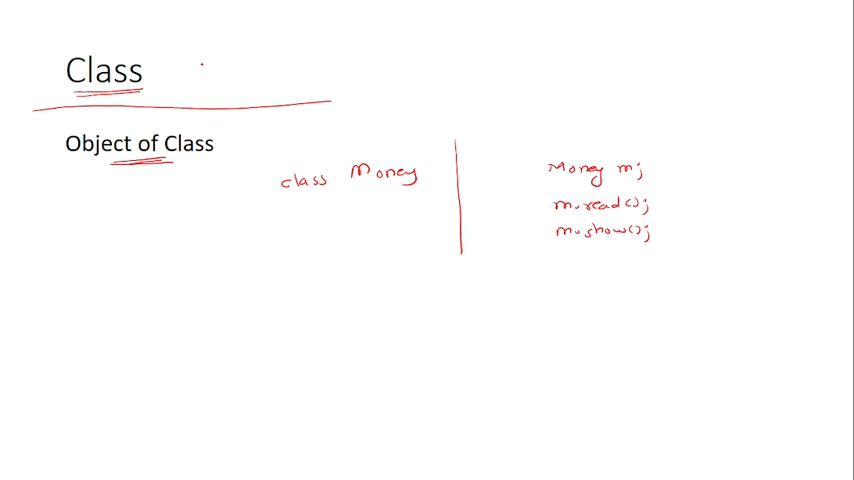 Class
Object of Class
class Money
Money m;
m.read();
m.show();